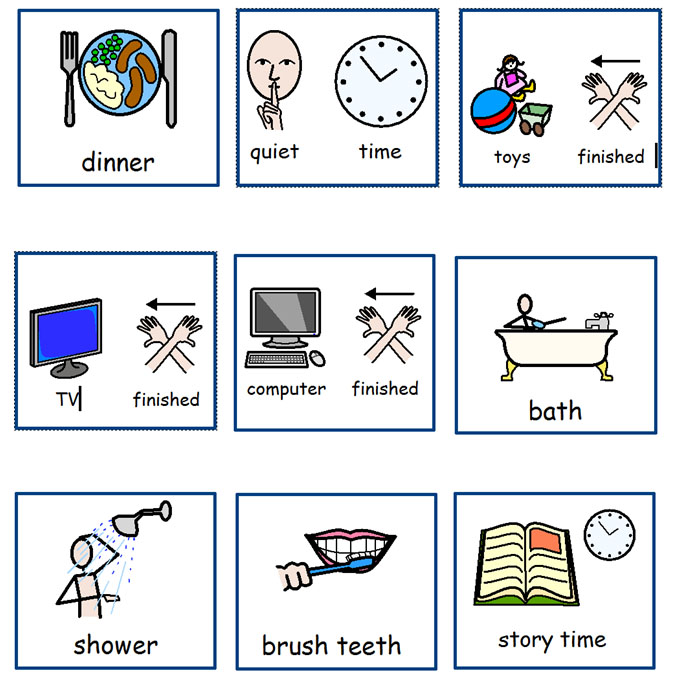 dinner
quiet time
toys finished
TV finished
computer finished
bath
shower
brush teeth
story time